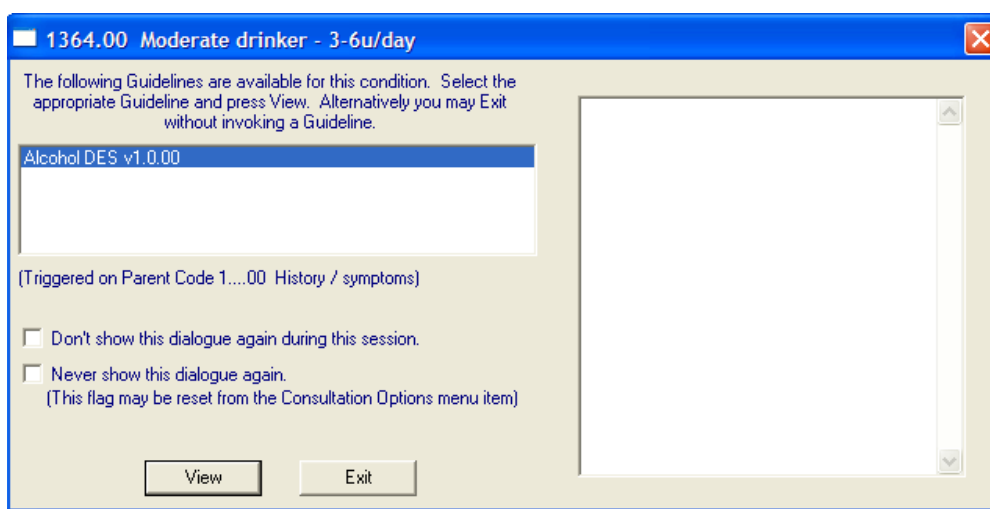 1364.00 Moderate drinker - 3-6u/day
The following Guidelines are available for this condition. Select the
appropriate Guideline and press View. Alternatively you may Exit
without invoking a Guideline.
Alcohol DES v1.0.00
(Triggered on Parent Code 1....00 History / symptoms)
Don't show this dialogue again during this session.
Never show this dialogue again.
(This flag may be reset from the Consultation Options menu item)
View Exit